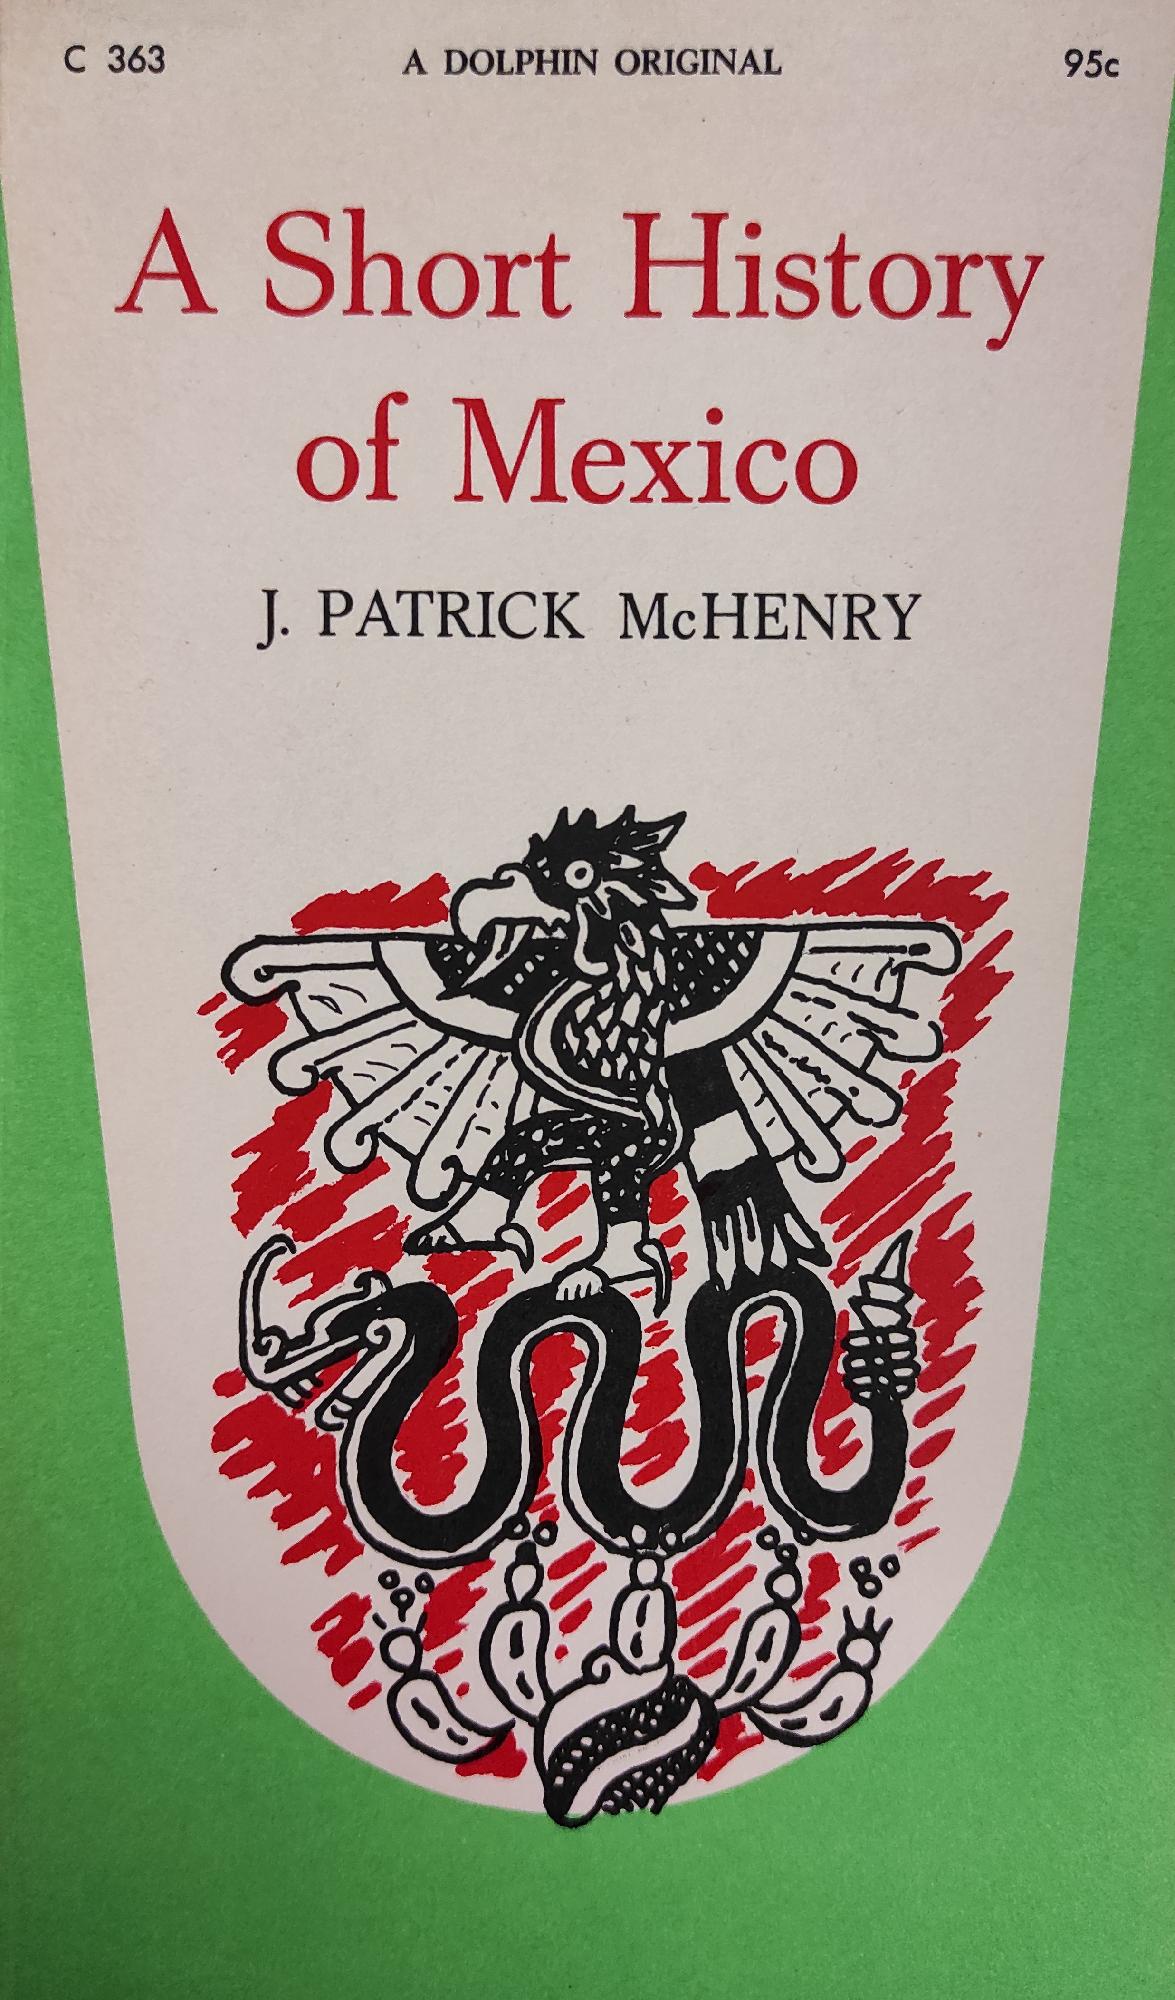 C 363 A DOLPHIN ORIGINAL 95c
A Short History
of Mexico
J. PATRICK McHENRY